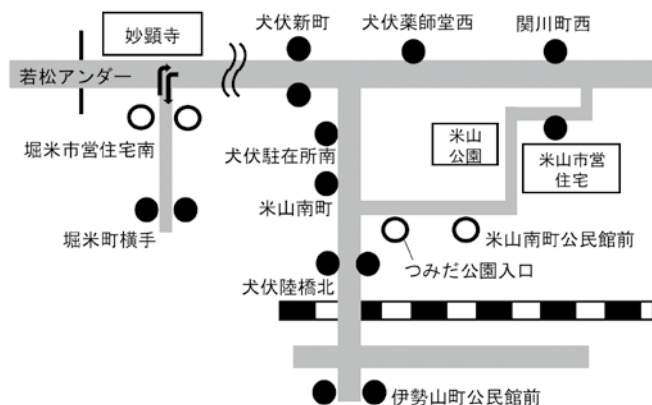 妙顕寺
犬伏新町
犬伏薬師堂西
関川町西
若松アンダー
堀米市営住宅南
犬伏駐在所南
米山
公園
米山市営
住宅
米山南町
堀米町横手
米山南町公民館前
つみだ公園入口
犬伏陸橋北
伊勢山町公民館前